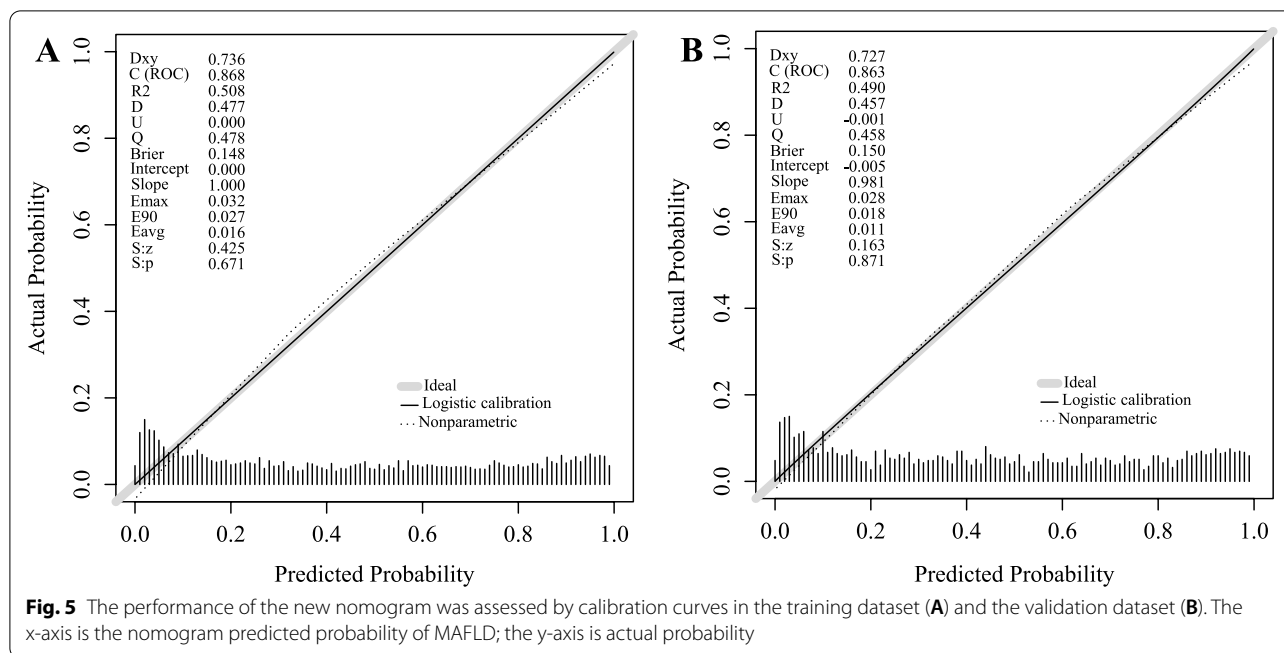 A
Dxy 0.736
C (ROC) 0.868
R2 0.508
D 0.477
U 0.000
Q 0.478
Brier 0.148
Intercept 0.000
Slope 1.000
Emax 0.032
E90 0.027
Eavg 0.016
S:z 0.425
S:p 0.671
Actual Probability
1.0
0.8
0.6
0.4
0.2
0.0
Ideal
Logistic calibration
Nonparametric
0.0 0.2 0.4 0.6 0.8 1.0
Predicted Probability
B
Dxy 0.727
C (ROC) 0.863
R2 0.490
D 0.457
U -0.001
Q 0.458
Brier 0.150
Intercept -0.005
Slope 0.981
Emax 0.028
E90 0.018
Eavg 0.011
S:z 0.163
S:p 0.871
Actual Probability
1.0
0.8
0.6
0.4
0.2
0.0
Ideal
Logistic calibration
Nonparametric
0.0 0.2 0.4 0.6 0.8 1.0
Predicted Probability
Fig. 5 The performance of the new nomogram was assessed by calibration curves in the training dataset (A) and the validation dataset (B). The
x-axis is the nomogram predicted probability of MAFLD; the y-axis is actual probability